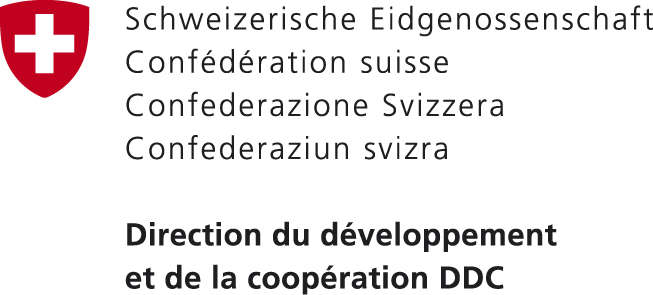 Schweizerische Eidgenossenschaft
Confédération suisse
Confederazione Svizzera
Confederaziun svizra
Direction du développement
et de la coopération DDC